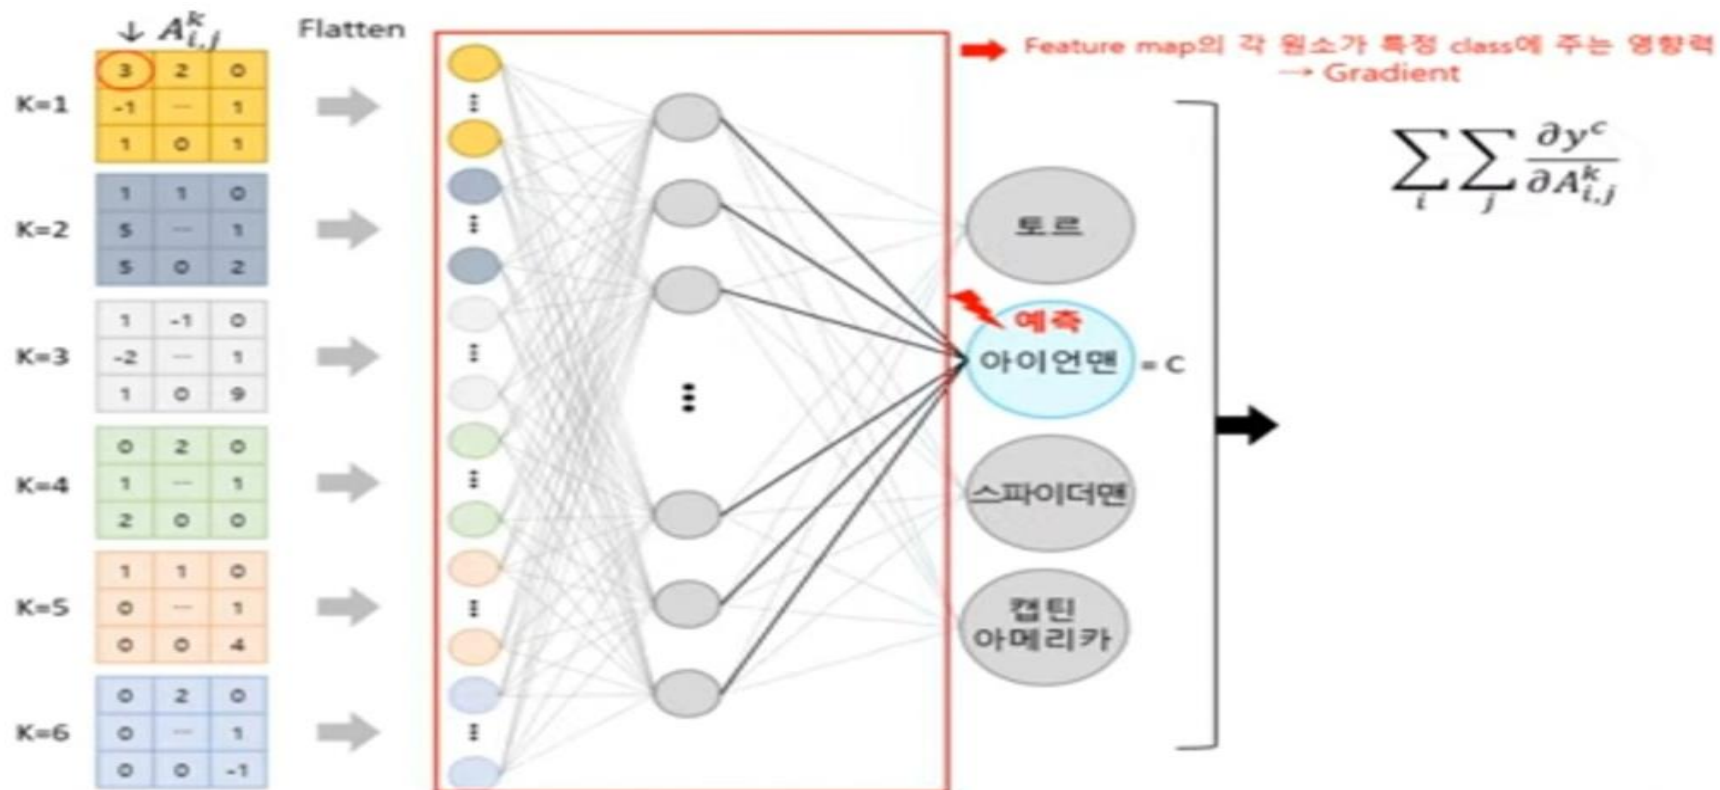 ↓ A^k_{i,j}
Flatten
Feature map의 각 원소가 특정 class에 주는 영향력
→ Gradient
K=1
3 2 0
-1 ... 1
1 0 1
K=2
1 1 0
5 ... 1
5 0 2
K=3
1 -1 0
-2 ... 1
1 0 9
K=4
0 2 0
1 ... 1
2 0 0
K=5
1 1 0
0 ... 1
0 0 4
K=6
0 2 0
0 ... 1
0 0 -1
토르
예측
아이언맨 = C
스파이더맨
캡틴
아메리카
∑_i ∑_j ∂y^c / ∂A^k_{i,j}